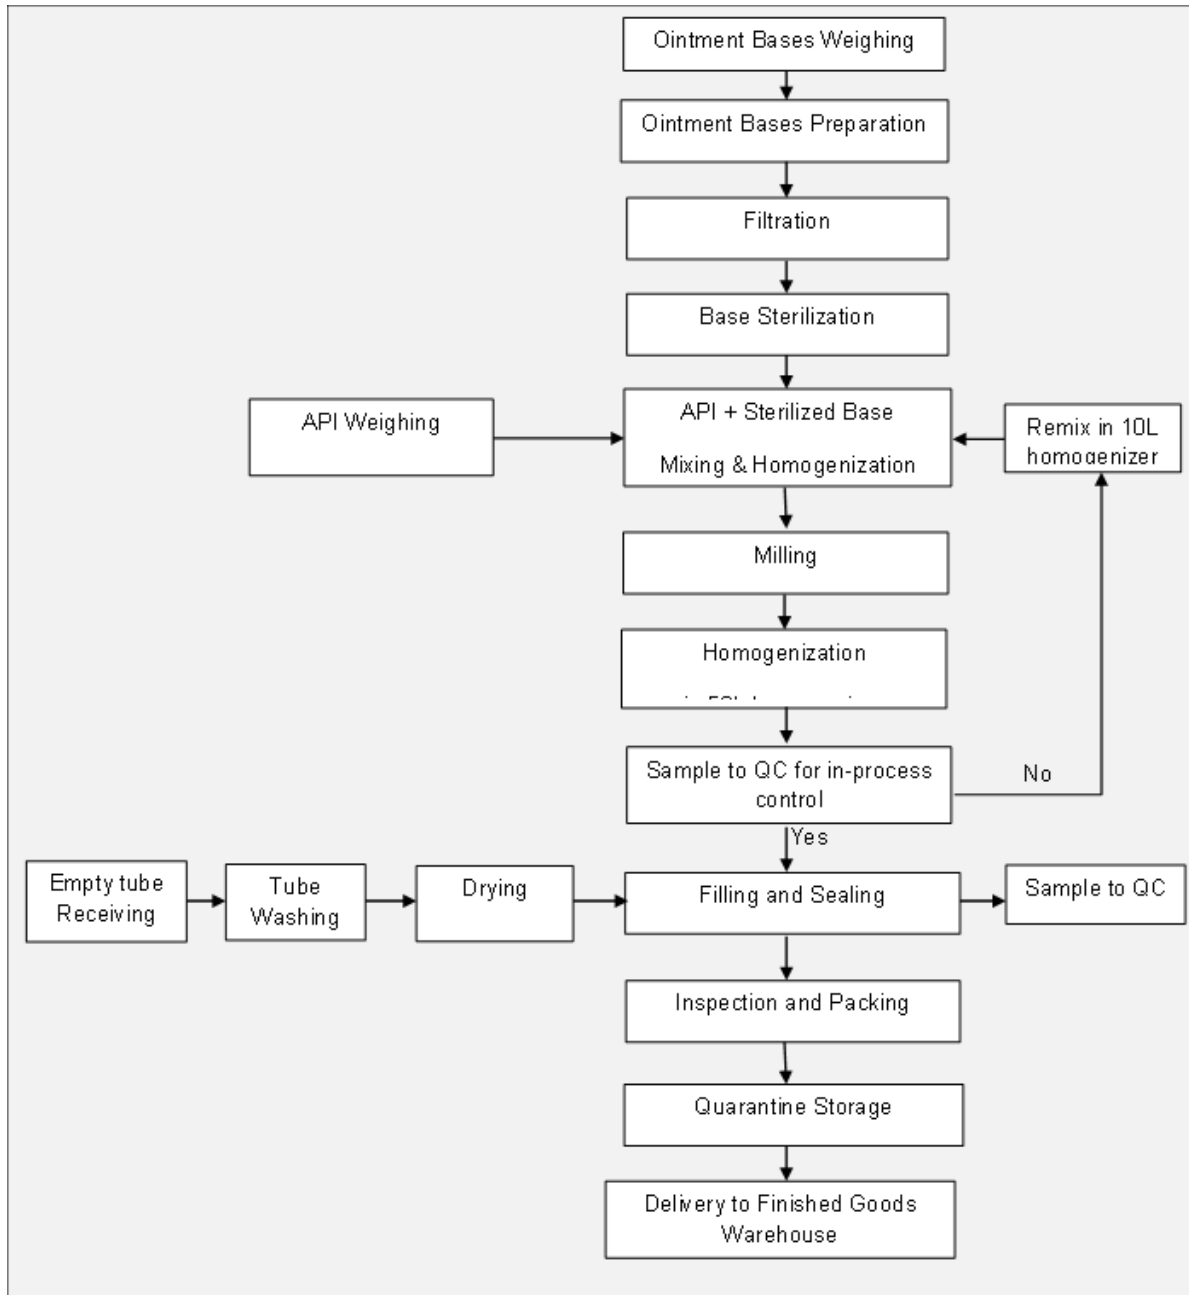 Ointment Bases Weighing
Ointment Bases Preparation
Filtration
Base Sterilization
API Weighing
API + Sterilized Base
Mixing & Homogenization
Remix in 10L
homogenizer
Milling
Homogenization
Sample to QC for in-process
control
No
Yes
Empty tube
Receiving
Tube
Washing
Drying
Filling and Sealing
Sample to QC
Inspection and Packing
Quarantine Storage
Delivery to Finished Goods
Warehouse